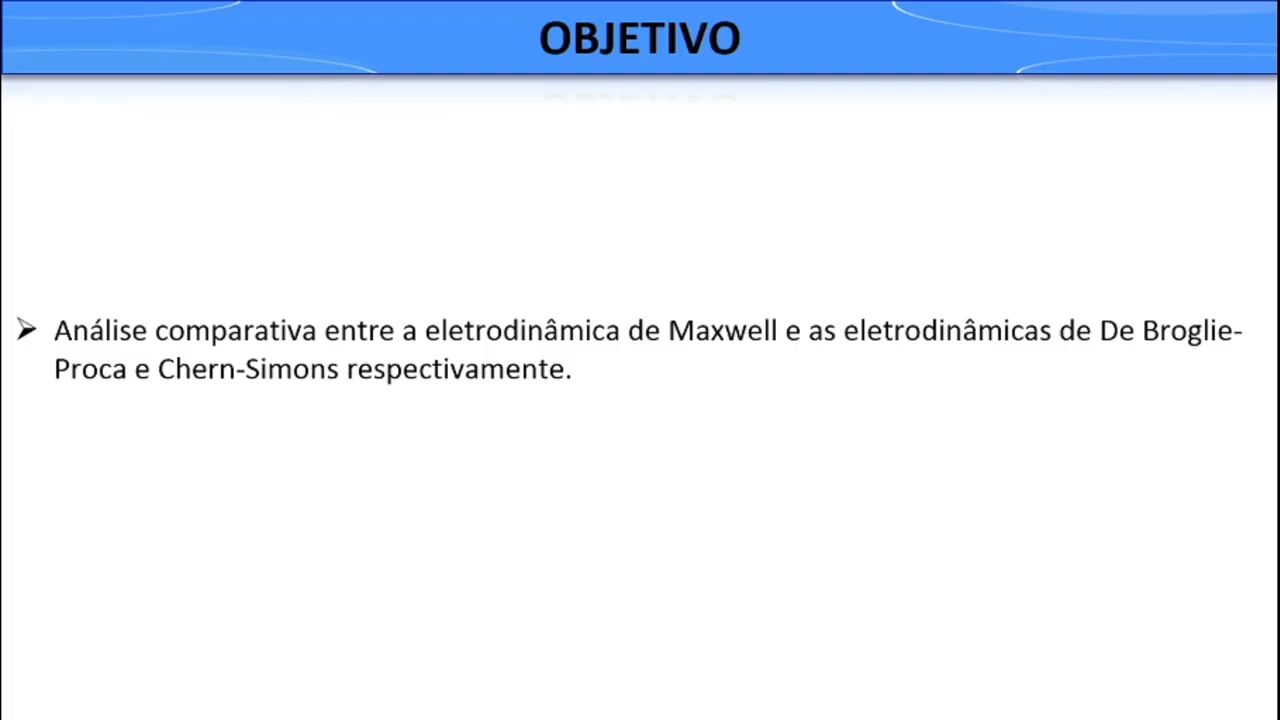 OBJETIVO
➢ Análise comparativa entre a eletrodinâmica de Maxwell e as eletrodinâmicas de De Broglie-
Proca e Chern-Simons respectivamente.